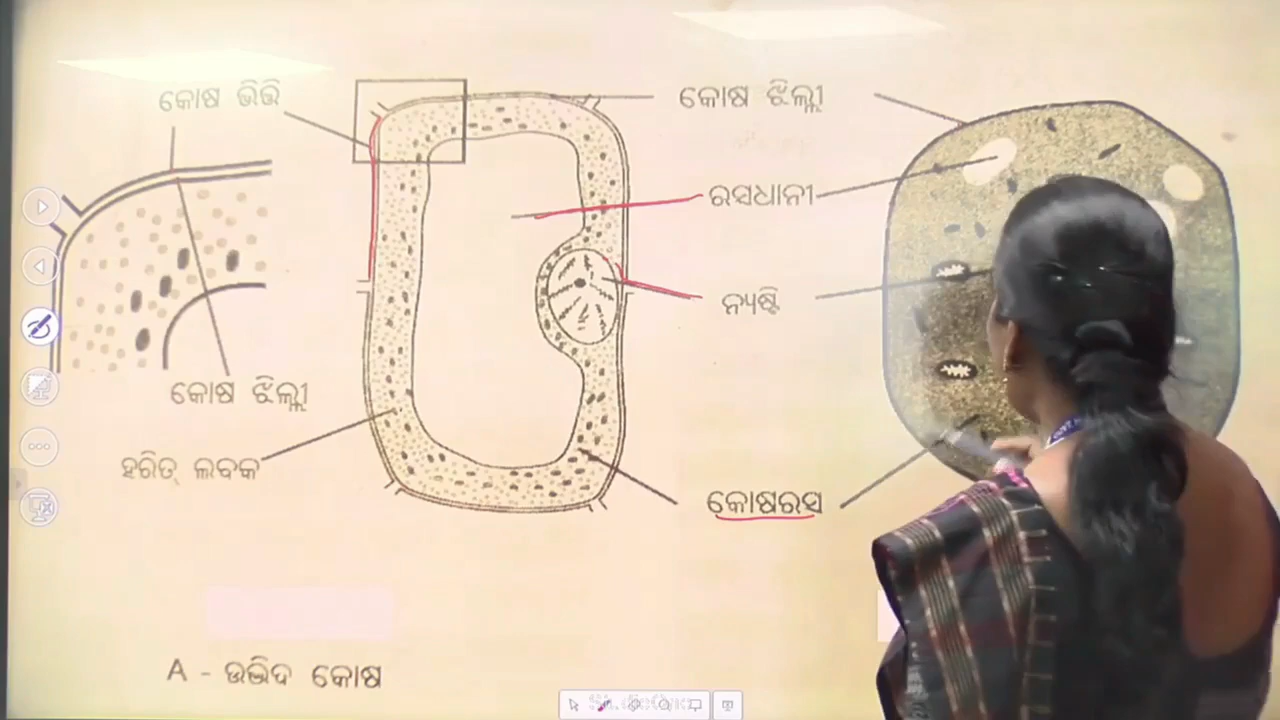 କୋଷ ଭିତ୍ତି
କୋଷ ଝିଲ୍ଲୀ
ରସଧାନୀ
ନ୍ୟଷ୍ଟି
କୋଷ ଝିଲ୍ଲୀ
ହରିତ୍ ଲବକ
କୋଷରସ
A - ଉଦ୍ଭିଦ କୋଷ